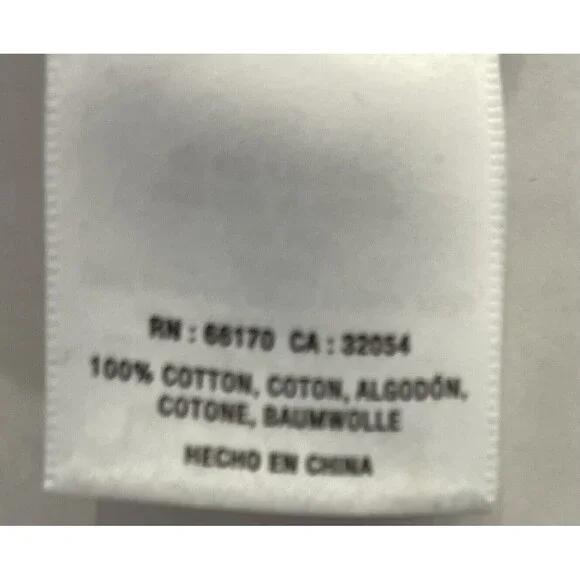 RN : 66170 CA : 32054
100% COTTON, COTON, ALGODÓN,
COTONE, BAUMWOLLE
HECHO EN CHINA